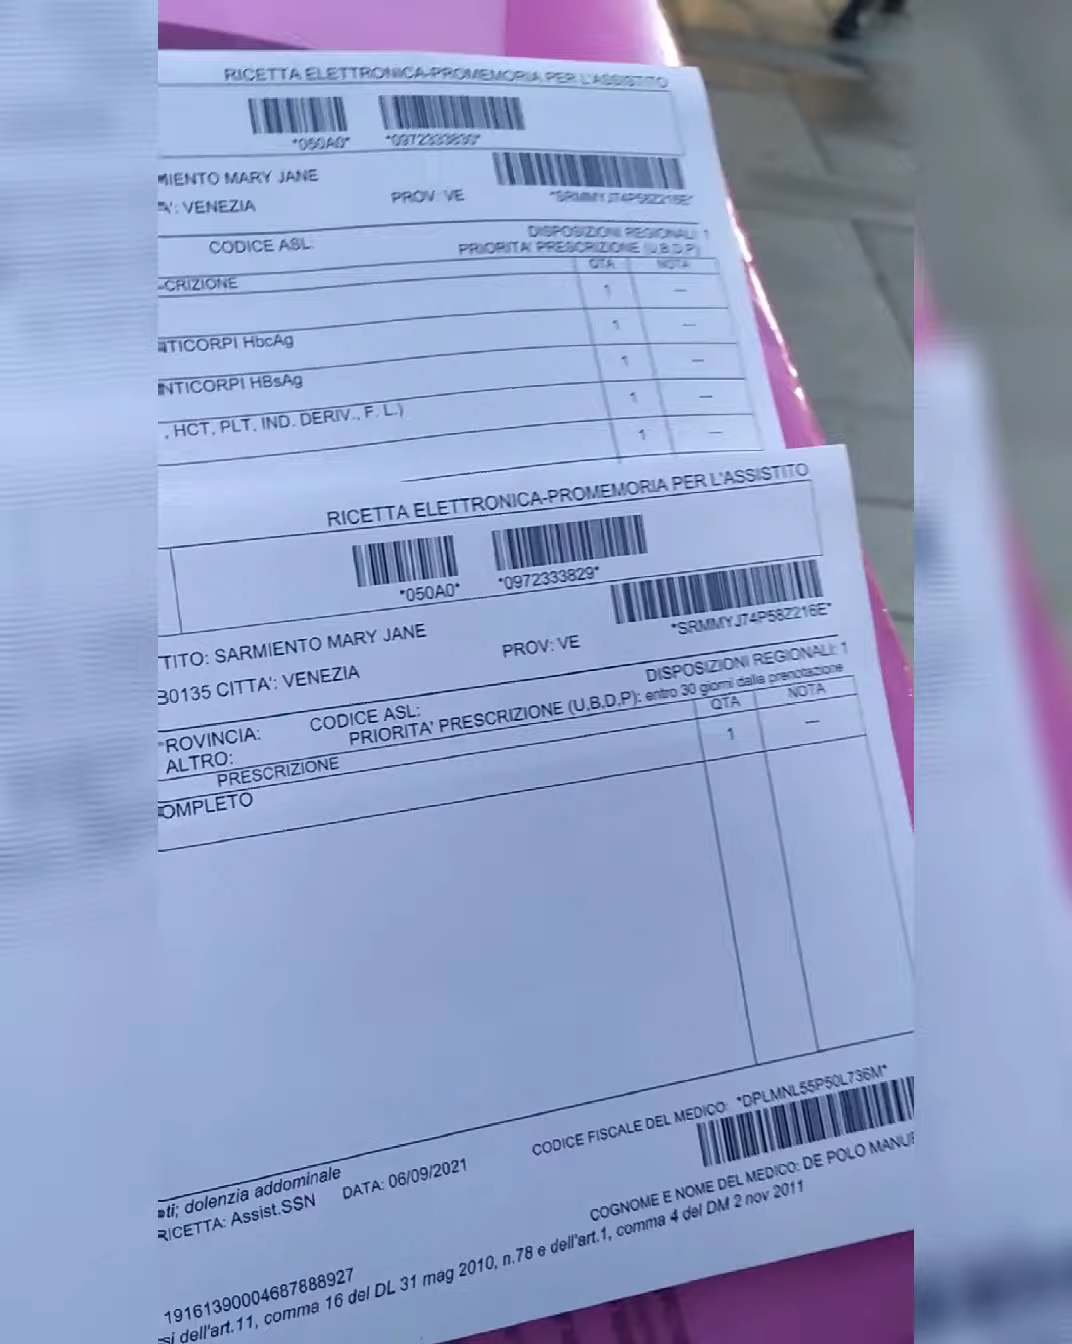 RICETTA ELETTRONICA-PROMEMORIA PER L'ASSISTITO
*050A0* *0972333830*
MIENTO MARY JANE
PROV: VE *SRMMYJT4P58Z216E*
A': VENEZIA
DISPOSIZIONI REGIONALI: 1
CODICE ASL: PRIORITA' PRESCRIZIONE (U,B,D,P)
CRIZIONE QTA NOTA
1 —
TICORPI HbcAg 1 —
NTICORPI HBsAg 1 —
, HCT, PLT, IND. DERIV., F. L.) 1 —
1 —
RICETTA ELETTRONICA-PROMEMORIA PER L'ASSISTITO
*050A0* *0972333829*
*SRMMYJ74P58Z216E*
TITO: SARMIENTO MARY JANE PROV: VE
30135 CITTA': VENEZIA
DISPOSIZIONI REGIONALI: 1
ROVINCIA: CODICE ASL: PRIORITA' PRESCRIZIONE (U,B,D,P): entro 30 giorni dalla prenotazione
ALTRO:
PRESCRIZIONE QTA NOTA
OMPLETO 1 —
CODICE FISCALE DEL MEDICO: *DPLMNL55P50L736M*
ti; dolenzia addominale
RICETTA: Assist.SSN DATA: 06/09/2021
COGNOME E NOME DEL MEDICO: DE POLO MANUE
19161390004687888927
si dell'art.11, comma 16 del DL 31 mag 2010, n.78 e dell'art.1, comma 4 del DM 2 nov 2011